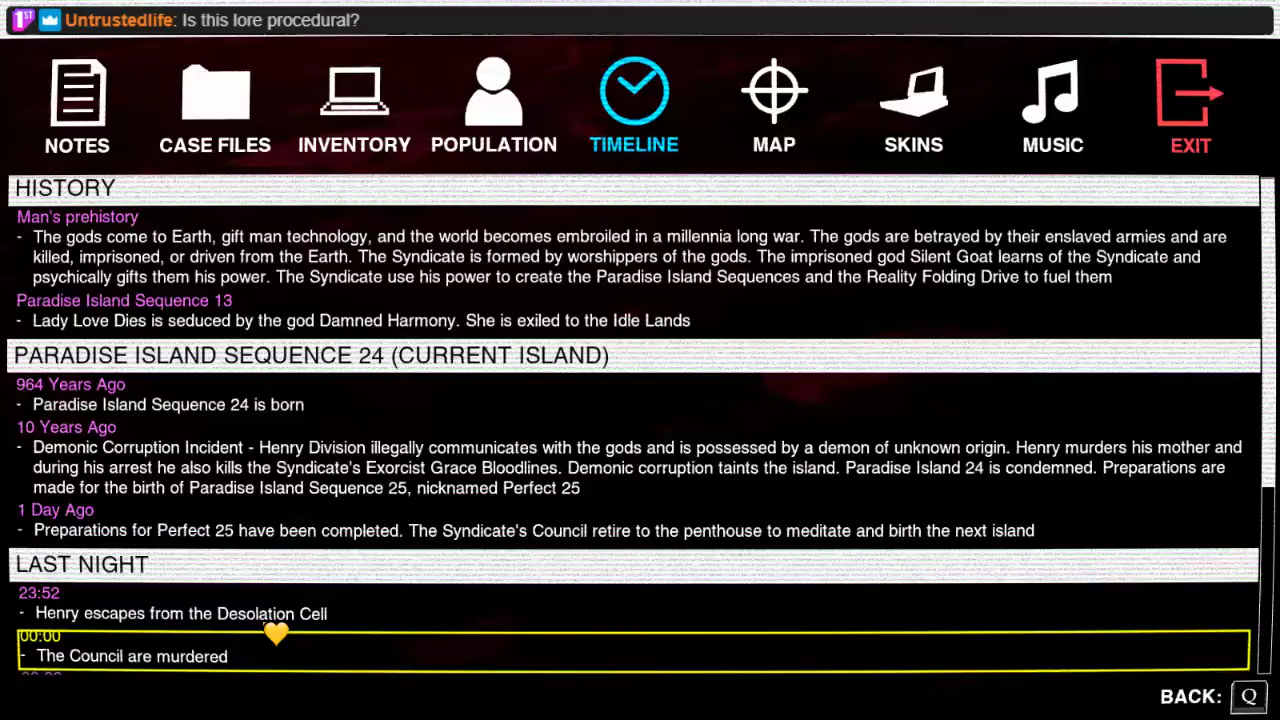 Untrustedlife: Is this lore procedural?
NOTES CASE FILES INVENTORY POPULATION TIMELINE MAP SKINS MUSIC EXIT
HISTORY
Man's prehistory
- The gods come to Earth, gift man technology, and the world becomes embroiled in a millennia long war. The gods are betrayed by their enslaved armies and are
killed, imprisoned, or driven from the Earth. The Syndicate is formed by worshippers of the gods. The imprisoned god Silent Goat learns of the Syndicate and
psychically gifts them his power. The Syndicate use his power to create the Paradise Island Sequences and the Reality Folding Drive to fuel them
Paradise Island Sequence 13
- Lady Love Dies is seduced by the god Damned Harmony. She is exiled to the Idle Lands
PARADISE ISLAND SEQUENCE 24 (CURRENT ISLAND)
964 Years Ago
- Paradise Island Sequence 24 is born
10 Years Ago
- Demonic Corruption Incident - Henry Division illegally communicates with the gods and is possessed by a demon of unknown origin. Henry murders his mother and
during his arrest he also kills the Syndicate's Exorcist Grace Bloodlines. Demonic corruption taints the island. Paradise Island 24 is condemned. Preparations are
made for the birth of Paradise Island Sequence 25, nicknamed Perfect 25
1 Day Ago
- Preparations for Perfect 25 have been completed. The Syndicate's Council retire to the penthouse to meditate and birth the next island
LAST NIGHT
23:52
- Henry escapes from the Desolation Cell
00:00
- The Council are murdered
BACK: Q